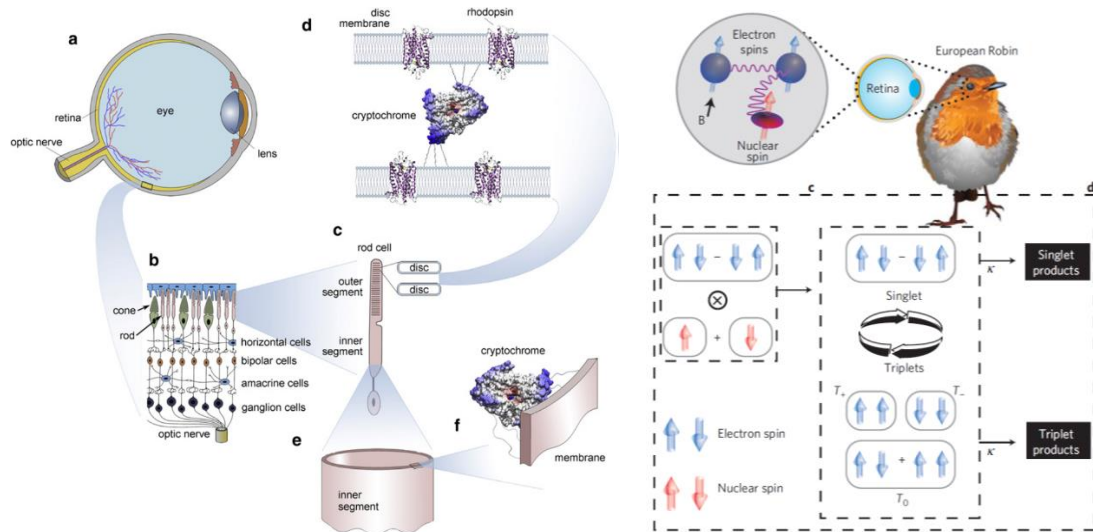 a
retina
optic nerve
eye
lens
d
disc
membrane
rhodopsin
cryptochrome
b
cone
rod
horizontal cells
bipolar cells
amacrine cells
ganglion cells
optic nerve
c
rod cell
outer
segment
disc
disc
inner
segment
cryptochrome
f
membrane
e
inner
segment
Electron
spins
B
Nuclear
spin
Retina
European Robin
c
d
–
⊗
+
–
κ
Singlet
products
Singlet
Triplets
T₊
T₋
+
T₀
κ
Triplet
products
Electron spin
Nuclear spin